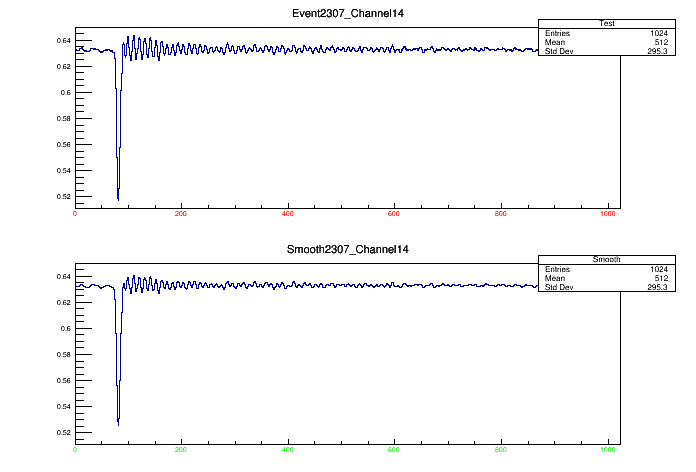 Event2307_Channel14
Test
Entries 1024
Mean 512
Std Dev 295.3
0.64
0.62
0.6
0.58
0.56
0.54
0.52
0 200 400 600 800 1000
Smooth2307_Channel14
Smooth
Entries 1024
Mean 512
Std Dev 295.3
0.64
0.62
0.6
0.58
0.56
0.54
0.52
0 200 400 600 800 1000